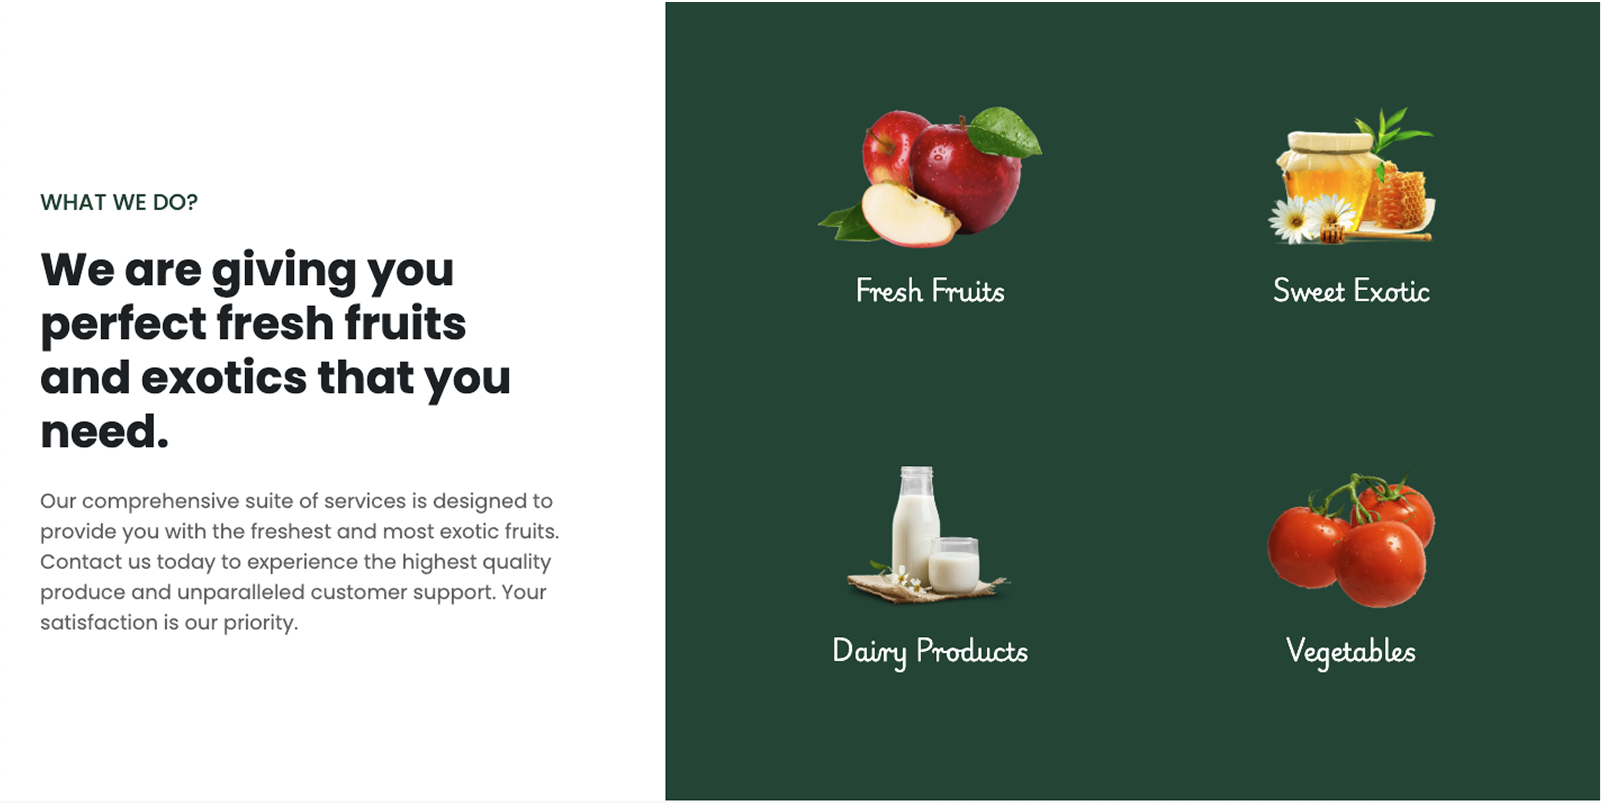 WHAT WE DO?
We are giving you
perfect fresh fruits
and exotics that you
need.
Our comprehensive suite of services is designed to
provide you with the freshest and most exotic fruits.
Contact us today to experience the highest quality
produce and unparalleled customer support. Your
satisfaction is our priority.
Fresh Fruits
Sweet Exotic
Dairy Products
Vegetables